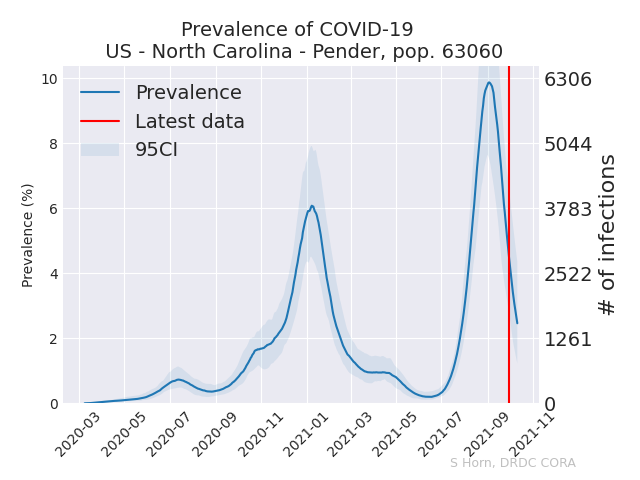 Prevalence of COVID-19
US - North Carolina - Pender, pop. 63060
Prevalence
Latest data
95CI
Prevalence (%)
10
8
6
4
2
0
6306
5044
3783
2522
1261
0
# of infections
2020-03
2020-05
2020-07
2020-09
2020-11
2021-01
2021-03
2021-05
2021-07
2021-09
2021-11
S Horn, DRDC CORA